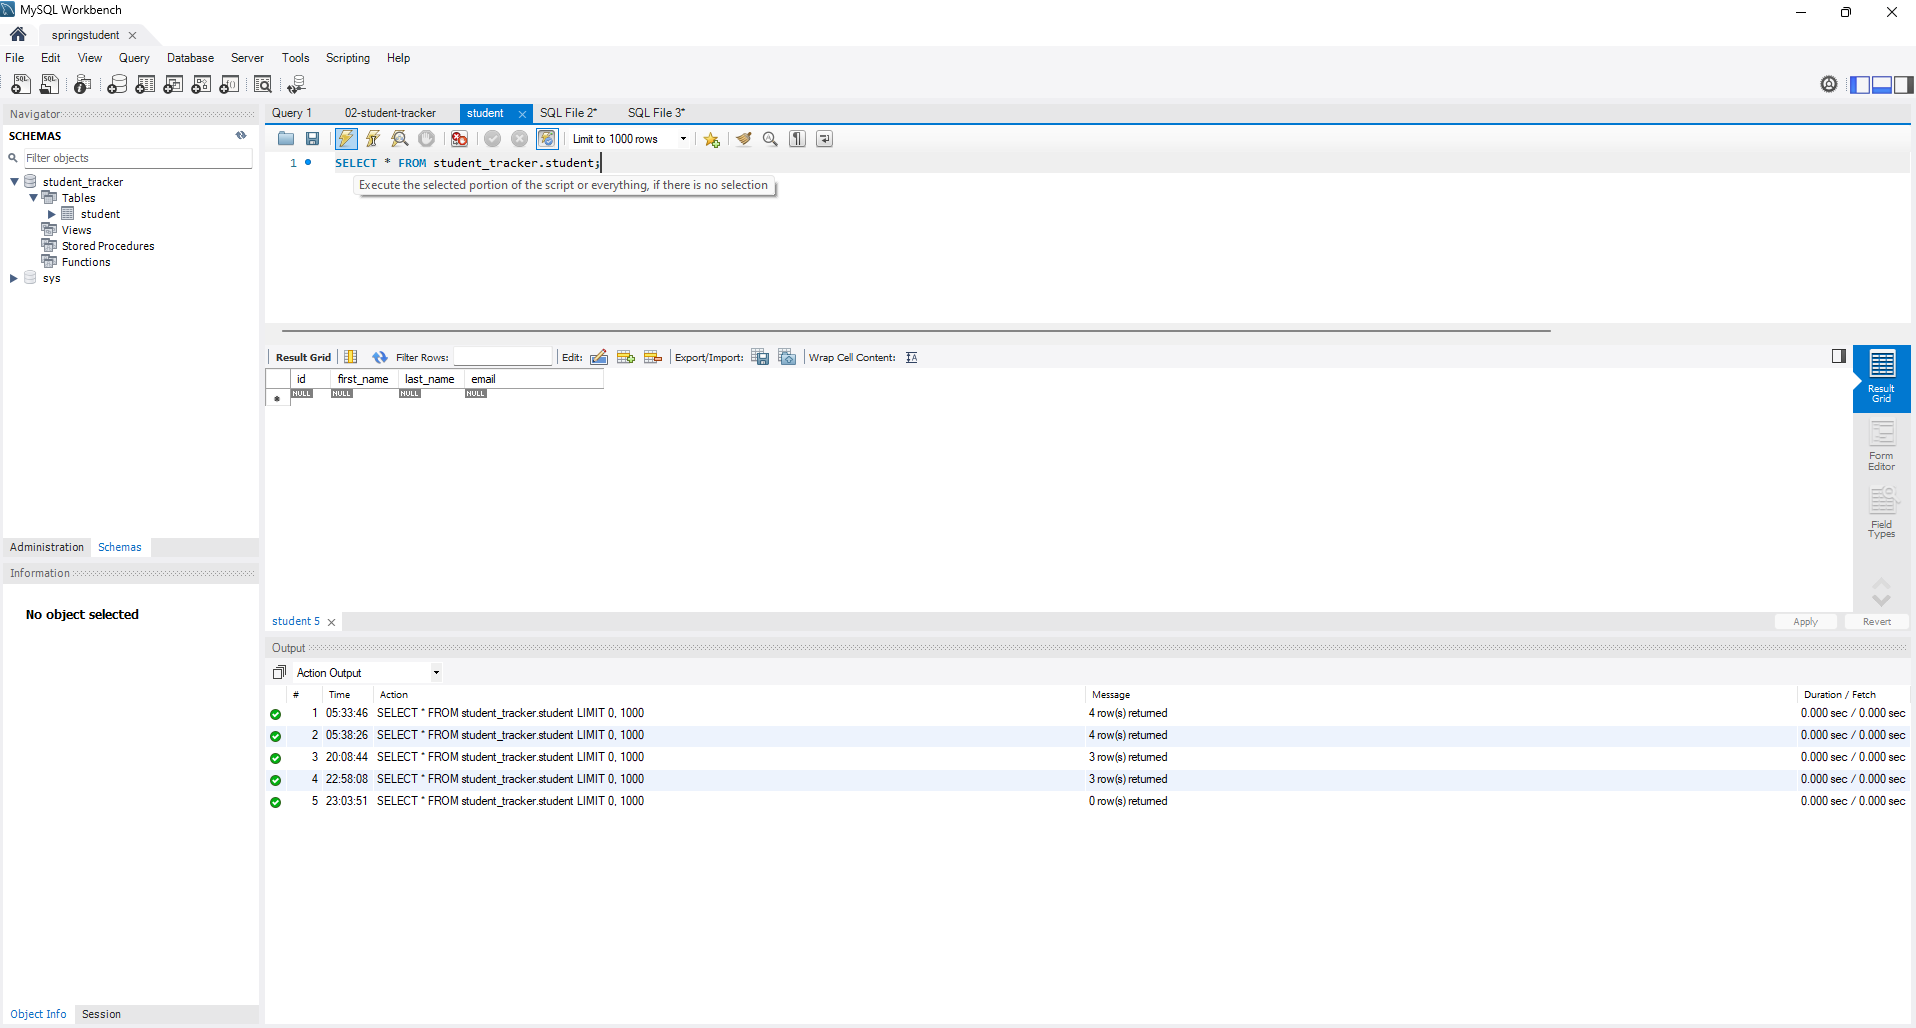 MySQL Workbench
springstudent
File Edit View Query Database Server Tools Scripting Help
Navigator
SCHEMAS
Filter objects
student_tracker
Tables
student
Views
Stored Procedures
Functions
sys
Administration Schemas
Information
No object selected
Object Info Session
Query 1 02-student-tracker student SQL File 2* SQL File 3*
Limit to 1000 rows
1 SELECT * FROM student_tracker.student;
Execute the selected portion of the script or everything, if there is no selection
Result Grid Filter Rows: Edit: Export/Import: Wrap Cell Content:
id first_name last_name email
NULL NULL NULL NULL
Result
Grid
Form
Editor
Field
Types
student 5 Apply Revert
Output
Action Output
# Time Action Message Duration / Fetch
1 05:33:46 SELECT * FROM student_tracker.student LIMIT 0, 1000 4 row(s) returned 0.000 sec / 0.000 sec
2 05:38:26 SELECT * FROM student_tracker.student LIMIT 0, 1000 4 row(s) returned 0.000 sec / 0.000 sec
3 20:08:44 SELECT * FROM student_tracker.student LIMIT 0, 1000 3 row(s) returned 0.000 sec / 0.000 sec
4 22:58:08 SELECT * FROM student_tracker.student LIMIT 0, 1000 3 row(s) returned 0.000 sec / 0.000 sec
5 23:03:51 SELECT * FROM student_tracker.student LIMIT 0, 1000 0 row(s) returned 0.000 sec / 0.000 sec